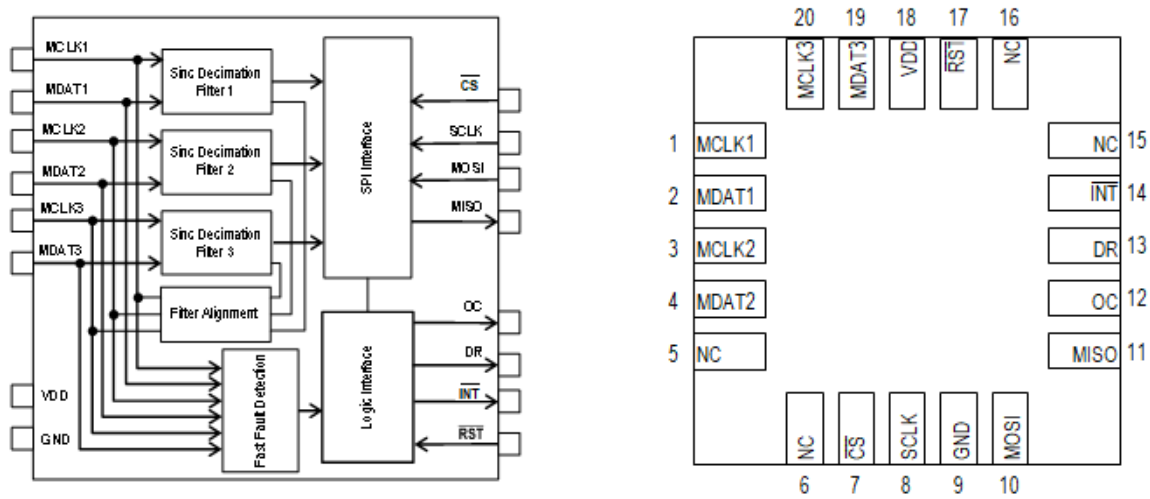 MCLK1
MDAT1
MCLK2
MDAT2
MCLK3
MDAT3
VDD
GND
Sinc Decimation
Filter 1
Sinc Decimation
Filter 2
Sinc Decimation
Filter 3
Filter Alignment
Fast Fault Detection
SPI Interface
Logic Interface
CS
SCLK
MOSI
MISO
OC
DR
INT
RST
20 19 18 17 16
MCLK3 MDAT3 VDD RST NC
1 MCLK1
2 MDAT1
3 MCLK2
4 MDAT2
5 NC
NC 15
INT 14
DR 13
OC 12
MISO 11
NC CS SCLK GND MOSI
6 7 8 9 10